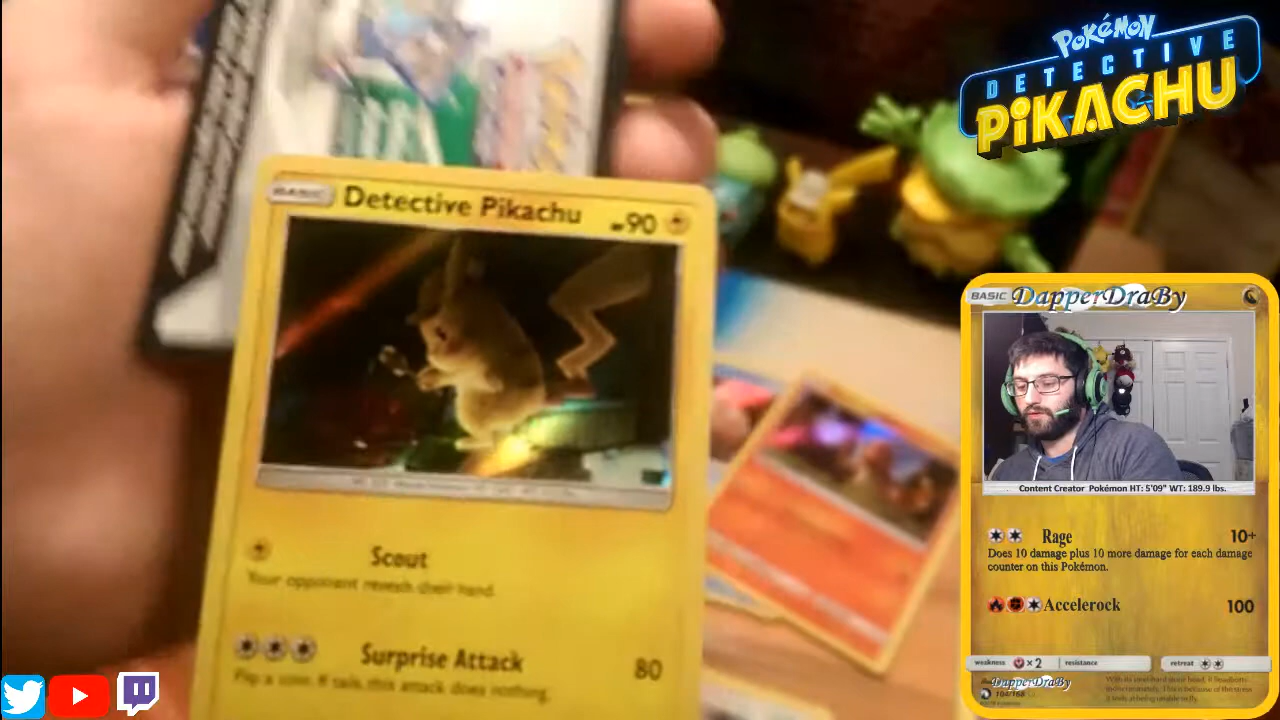 POKéMON
DETECTIVE
PiKACHU
BASIC Detective Pikachu HP90
Scout
Your opponent reveals their hand.
Surprise Attack 80
Flip a coin. If tails, this attack does nothing.
BASIC DapperDraBy
Content Creator Pokémon HT: 5'09" WT: 189.9 lbs.
Rage 10+
Does 10 damage plus 10 more damage for each damage
counter on this Pokémon.
Accelerock 100
weakness ×2 resistance retreat
DapperDraBy
104/168